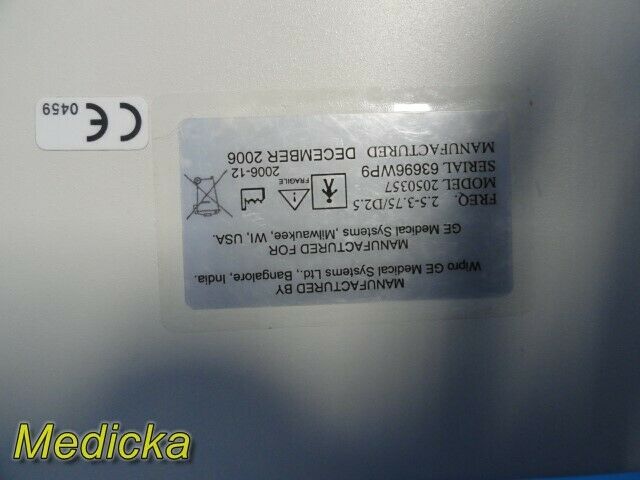 MANUFACTURED BY
Wipro GE Medical Systems Ltd., Bangalore, India.
MANUFACTURED FOR
GE Medical Systems ,Milwaukee, WI, USA.
FREQ. 2.5-3.75/D2.5
MODEL 2050357
SERIAL 63696WP9
MANUFACTURED DECEMBER 2006
FRAGILE
2006-12
CE
0459
Medicka